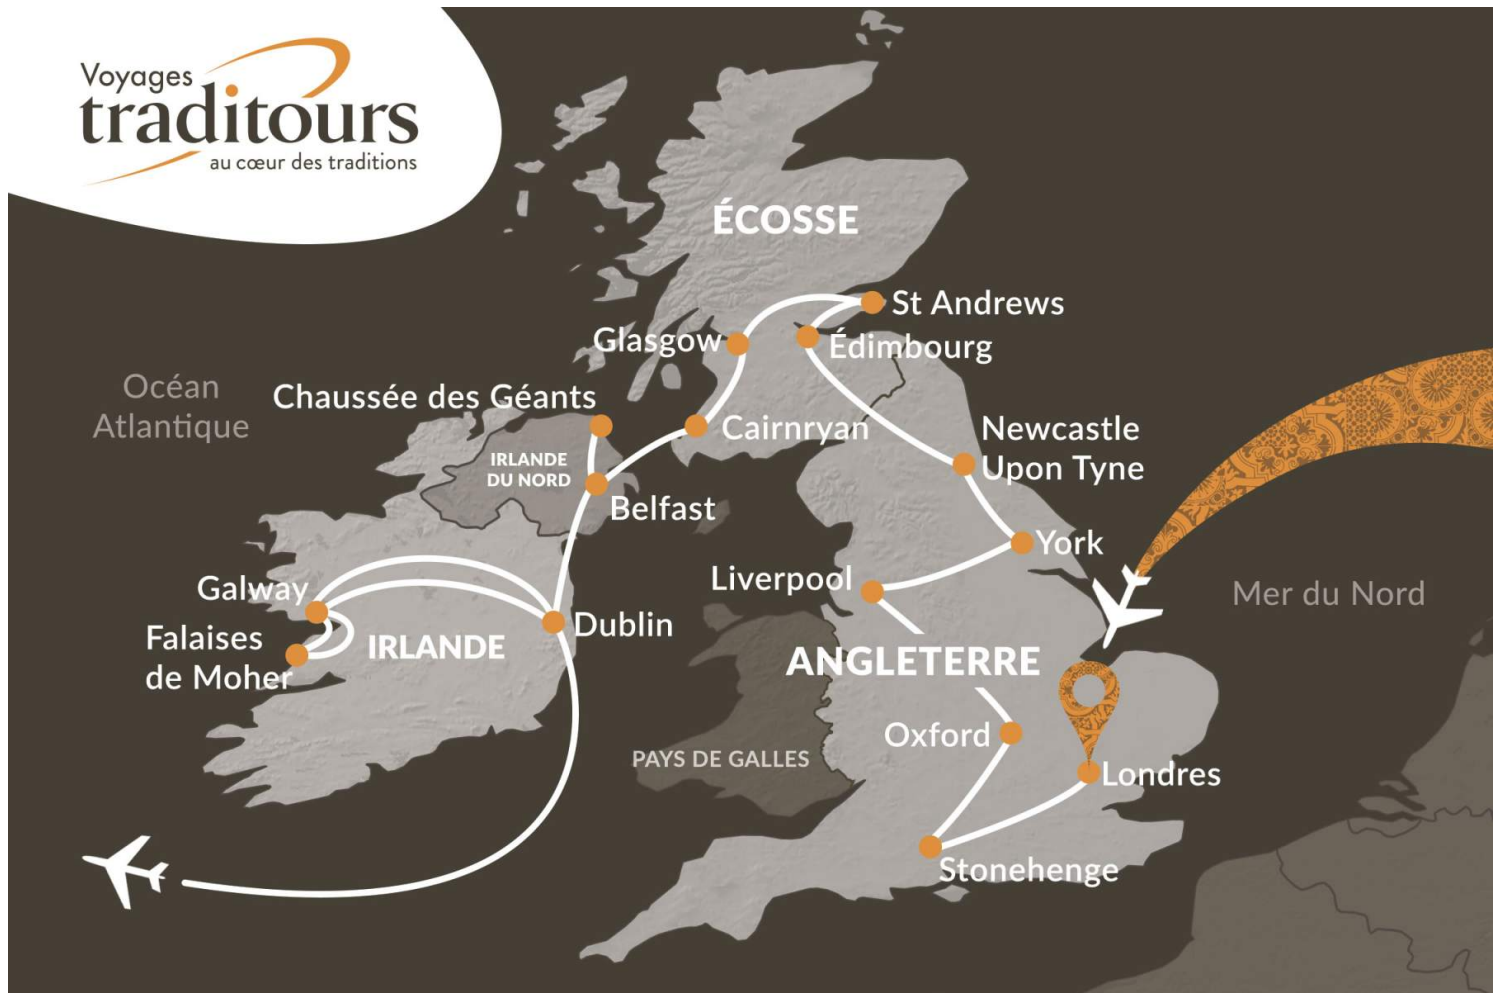 Voyages
traditours
au cœur des traditions
ÉCOSSE
St Andrews
Glasgow
Édimbourg
Océan
Atlantique
Chaussée des Géants
Cairnryan
Newcastle
Upon Tyne
IRLANDE
DU NORD
Belfast
York
Liverpool
Galway
Mer du Nord
Falaises
de Moher
IRLANDE
Dublin
ANGLETERRE
Oxford
PAYS DE GALLES
Londres
Stonehenge